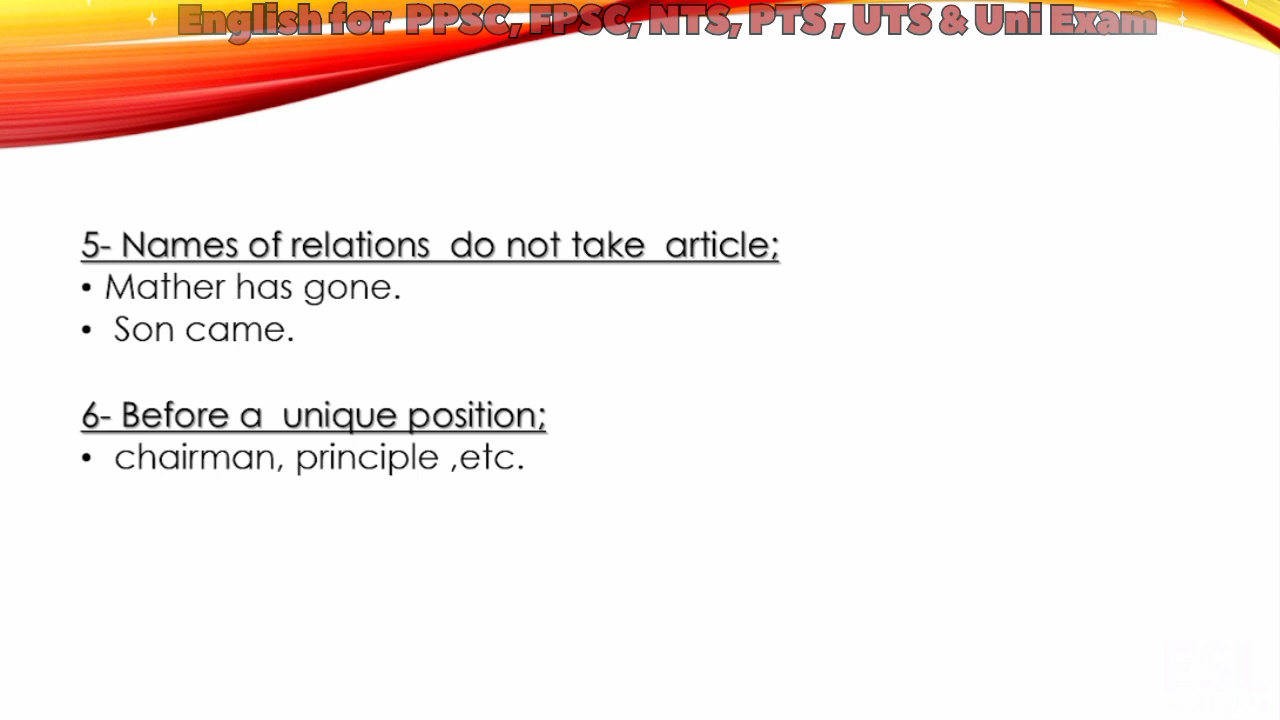 English for PPSC, FPSC, NTS, PTS , UTS & Uni Exam
5- Names of relations do not take article;
• Mather has gone.
• Son came.
6- Before a unique position;
• chairman, principle ,etc.
ESL